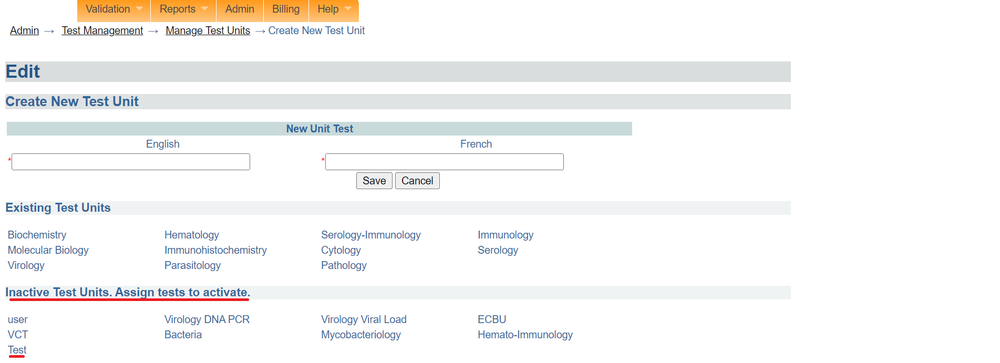 Validation Reports Admin Billing Help
Admin → Test Management → Manage Test Units → Create New Test Unit
Edit
Create New Test Unit
New Unit Test
English French
* *
Save Cancel
Existing Test Units
Biochemistry Hematology Serology-Immunology Immunology
Molecular Biology Immunohistochemistry Cytology Serology
Virology Parasitology Pathology
Inactive Test Units. Assign tests to activate.
user Virology DNA PCR Virology Viral Load ECBU
VCT Bacteria Mycobacteriology Hemato-Immunology
Test